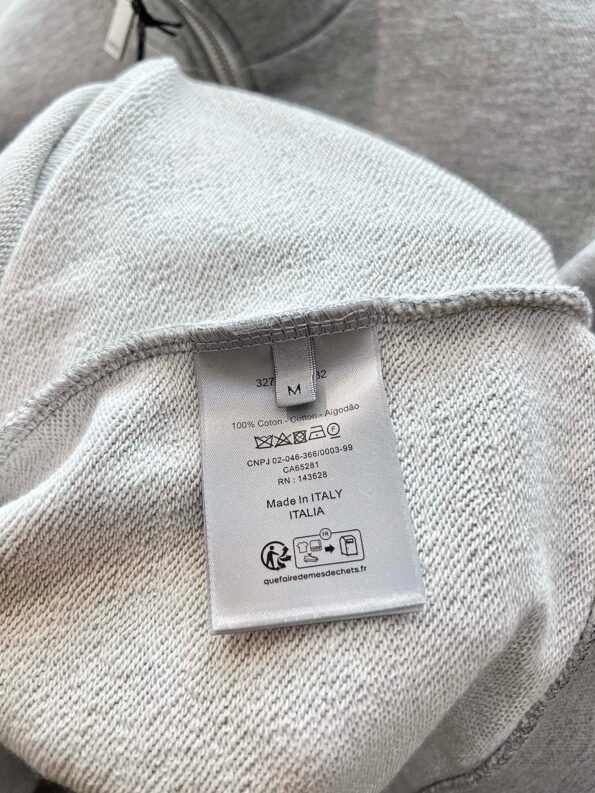 M
100% Coton - Cotton - Algodão
CNPJ 02-046-366/0003-99
CA65281
RN : 143628
Made In ITALY
ITALIA
FR
quefairedemesdechets.fr